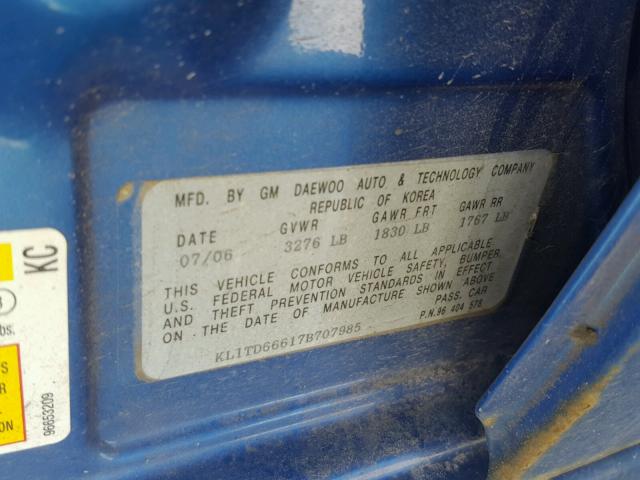 MFD. BY GM DAEWOO AUTO & TECHNOLOGY COMPANY
REPUBLIC OF KOREA
DATE GVWR GAWR FRT GAWR RR
07/06 3276 LB 1830 LB 1767 LB
THIS VEHICLE CONFORMS TO ALL APPLICABLE
U.S. FEDERAL MOTOR VEHICLE SAFETY, BUMPER,
AND THEFT PREVENTION STANDARDS IN EFFECT
ON THE DATE OF MANUFACTURE SHOWN ABOVE
PASS. CAR
P.N.96 404 578
KL1TD66617B707985
KC
lbs.
96653209